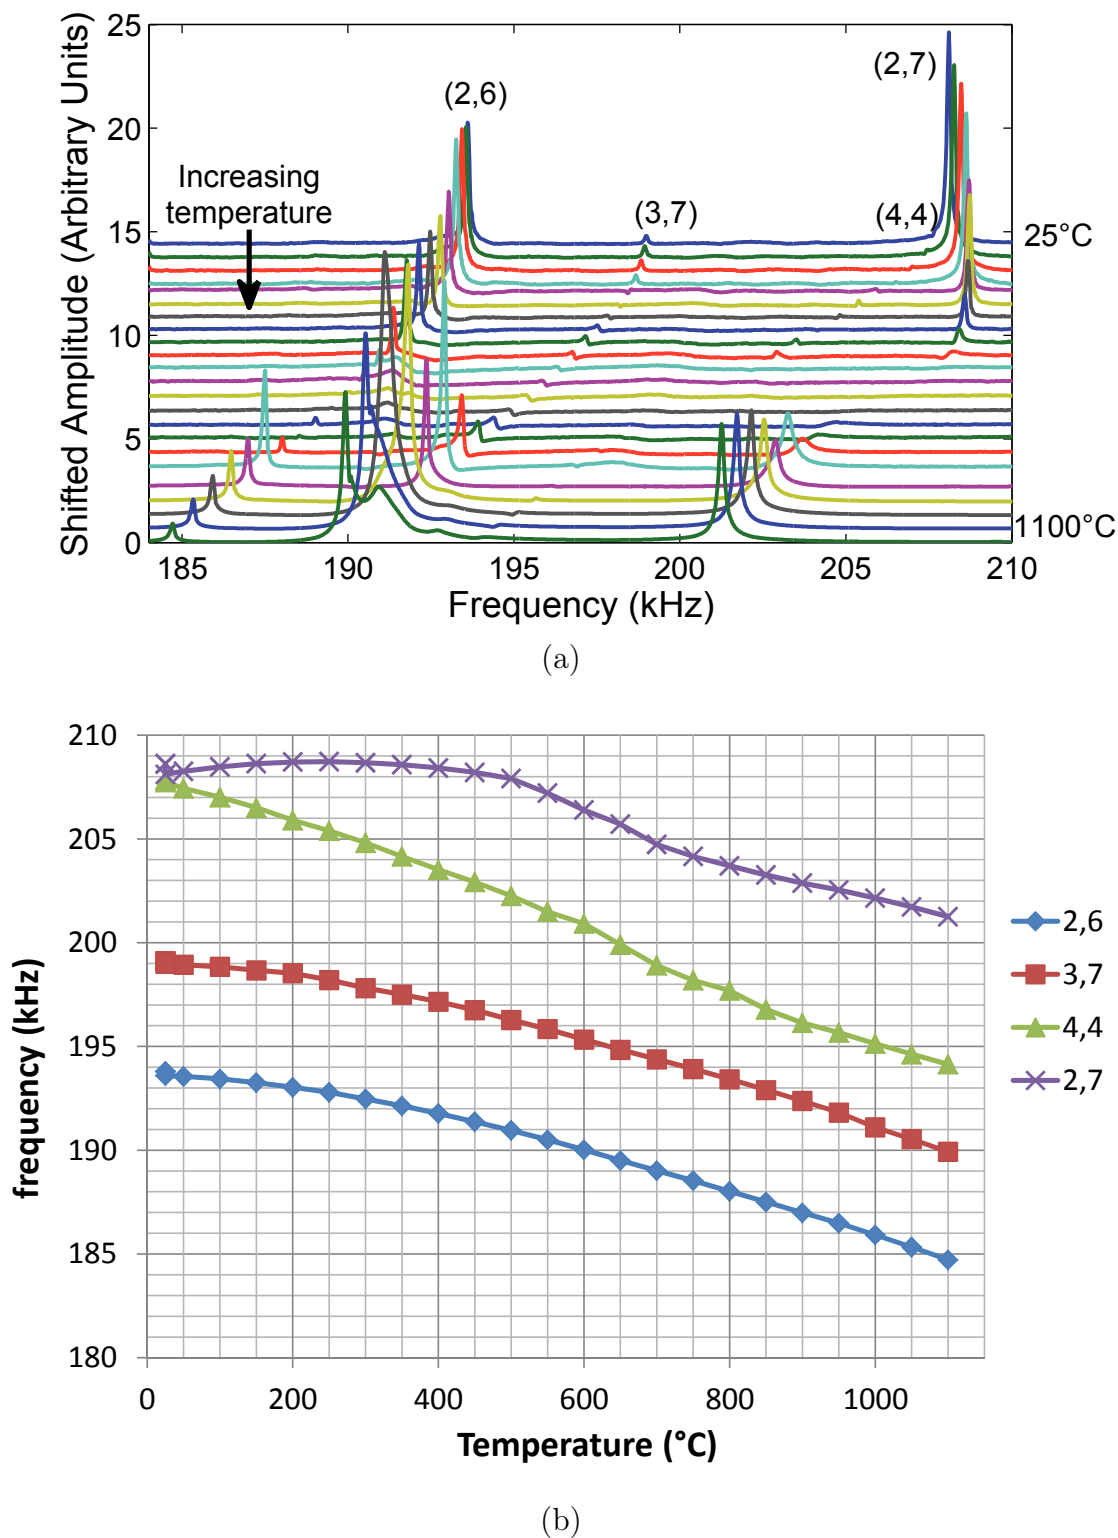 25
20
15
10
5
0
Shifted Amplitude (Arbitrary Units)
(2,6)
(2,7)
Increasing
temperature
(3,7)
(4,4)
25°C
1100°C
185 190 195 200 205 210
Frequency (kHz)
(a)
210
205
200
195
190
185
180
frequency (kHz)
2,6
3,7
4,4
2,7
0 200 400 600 800 1000
Temperature (°C)
(b)